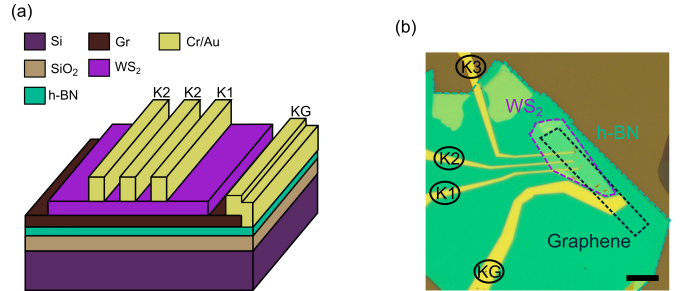 (a)
Si
Gr
Cr/Au
SiO2
WS2
h-BN
K2 K2 K1
KG
(b)
K3
WS2
h-BN
K2
K1
Graphene
KG